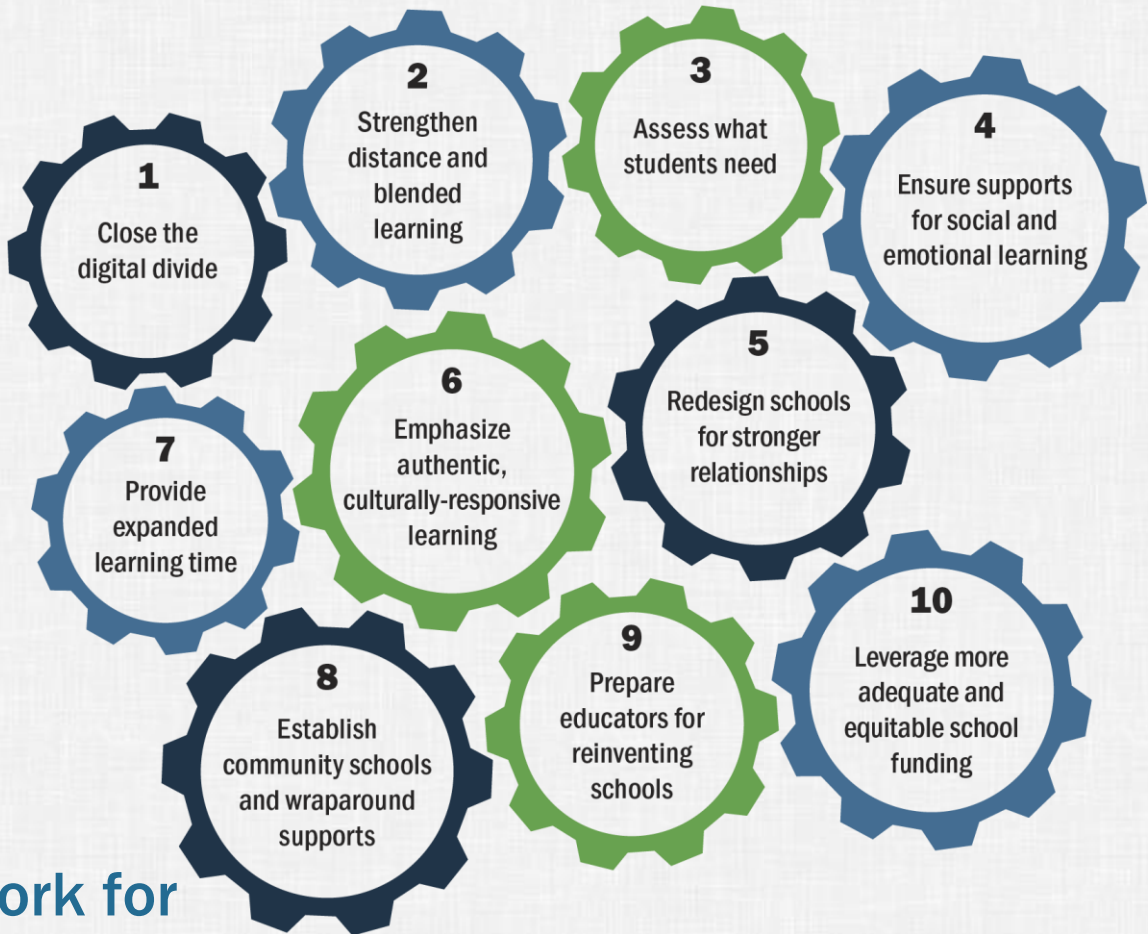 1
Close the
digital divide
2
Strengthen
distance and
blended
learning
3
Assess what
students need
4
Ensure supports
for social and
emotional learning
5
Redesign schools
for stronger
relationships
6
Emphasize
authentic,
culturally-responsive
learning
7
Provide
expanded
learning time
8
Establish
community schools
and wraparound
supports
9
Prepare
educators for
reinventing
schools
10
Leverage more
adequate and
equitable school
funding
ork for